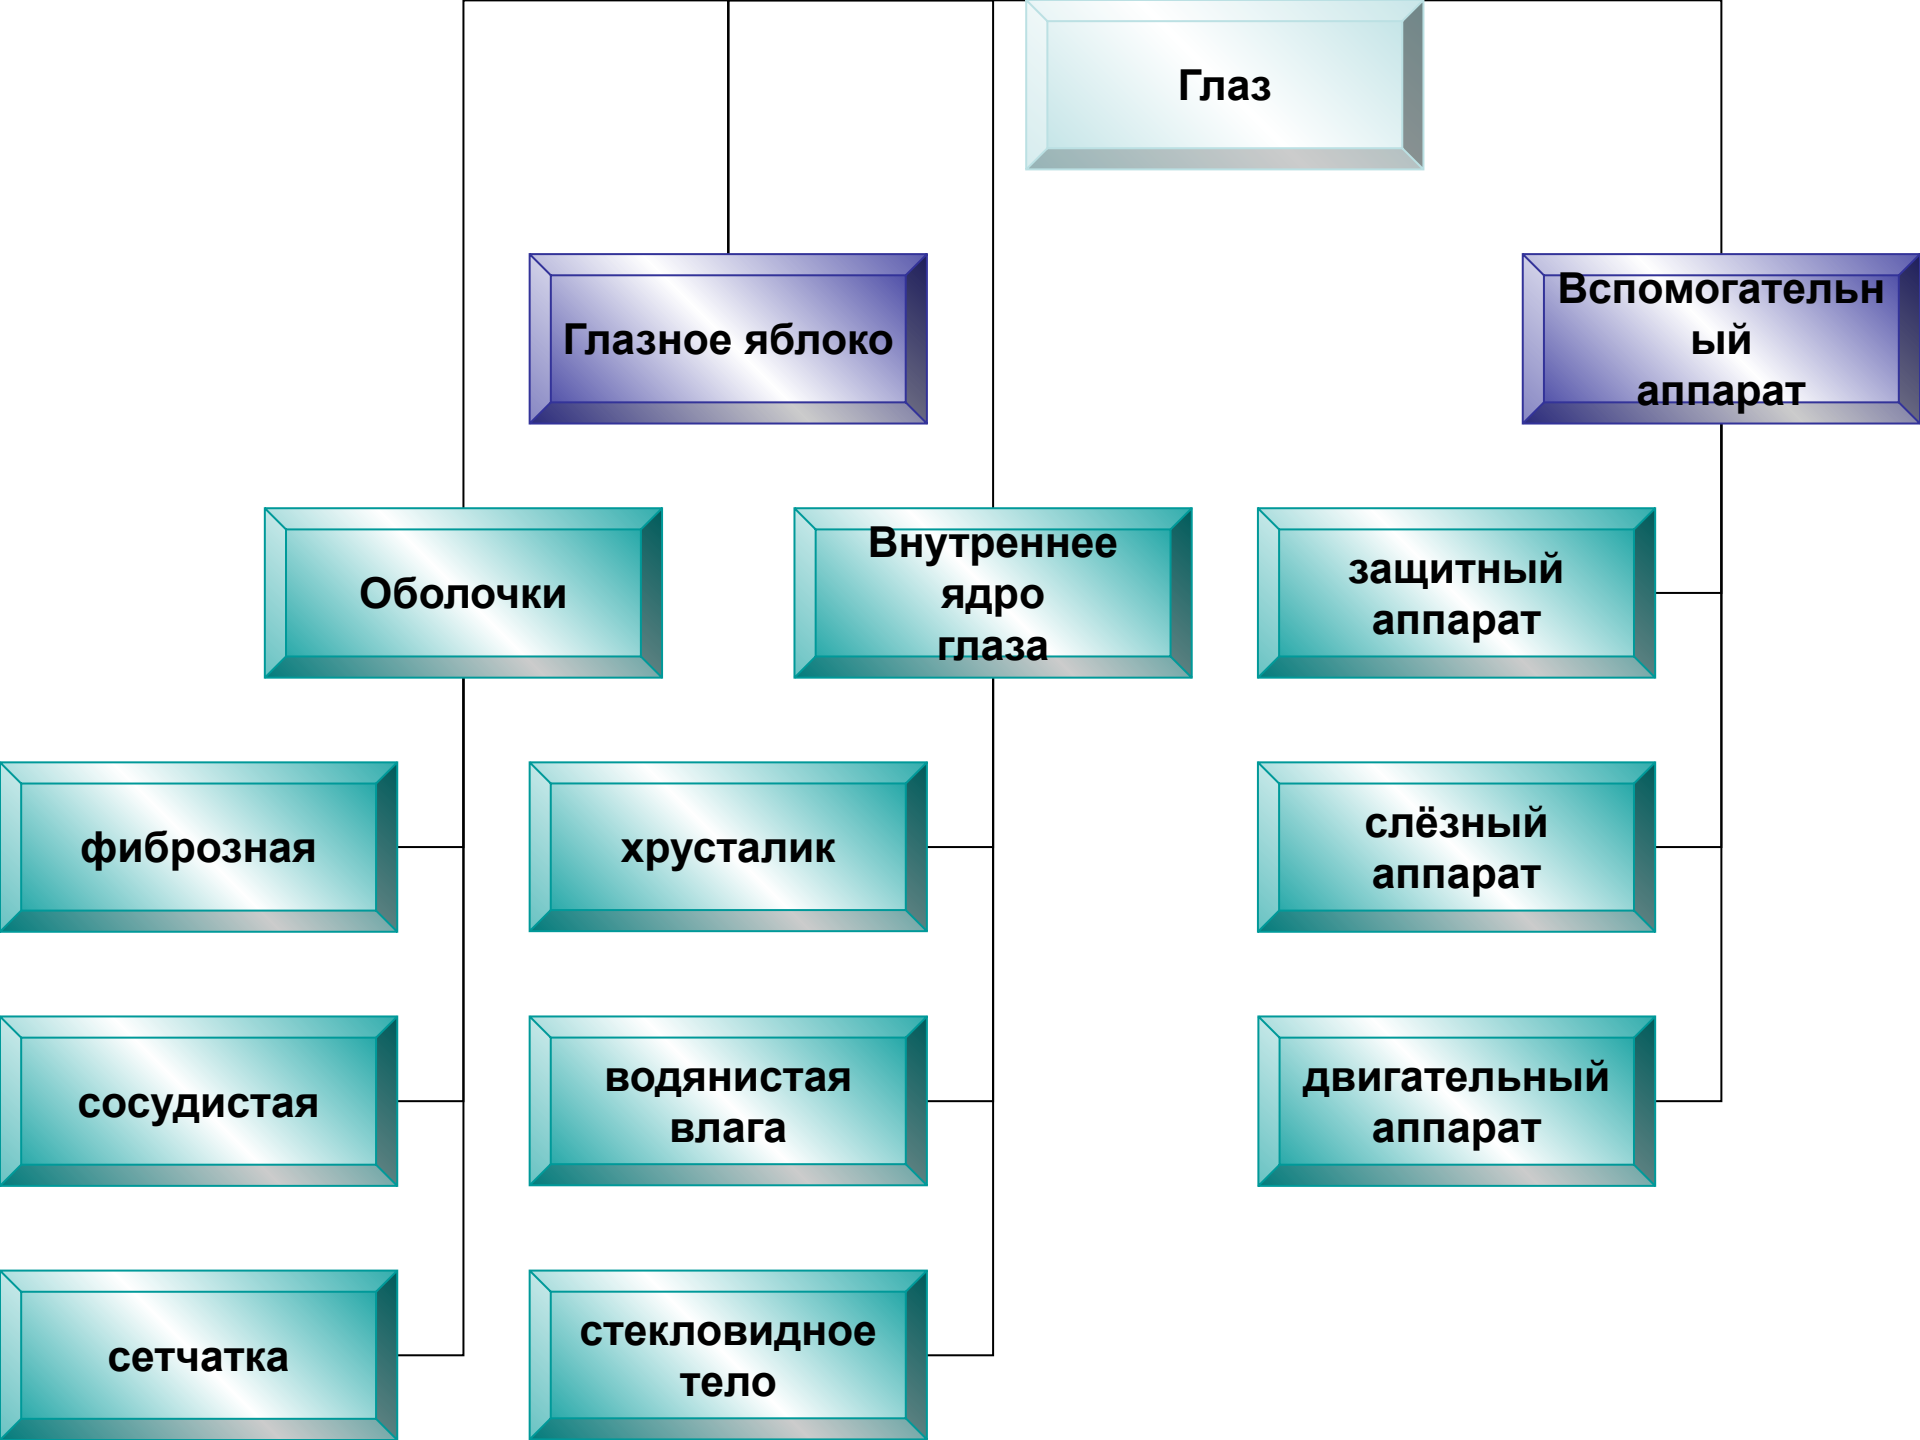 Глаз
Глазное яблоко
Вспомогательн
ый
аппарат
Оболочки
Внутреннее
ядро
глаза
защитный
аппарат
фиброзная
хрусталик
слёзный
аппарат
сосудистая
водянистая
влага
двигательный
аппарат
сетчатка
стекловидное
тело